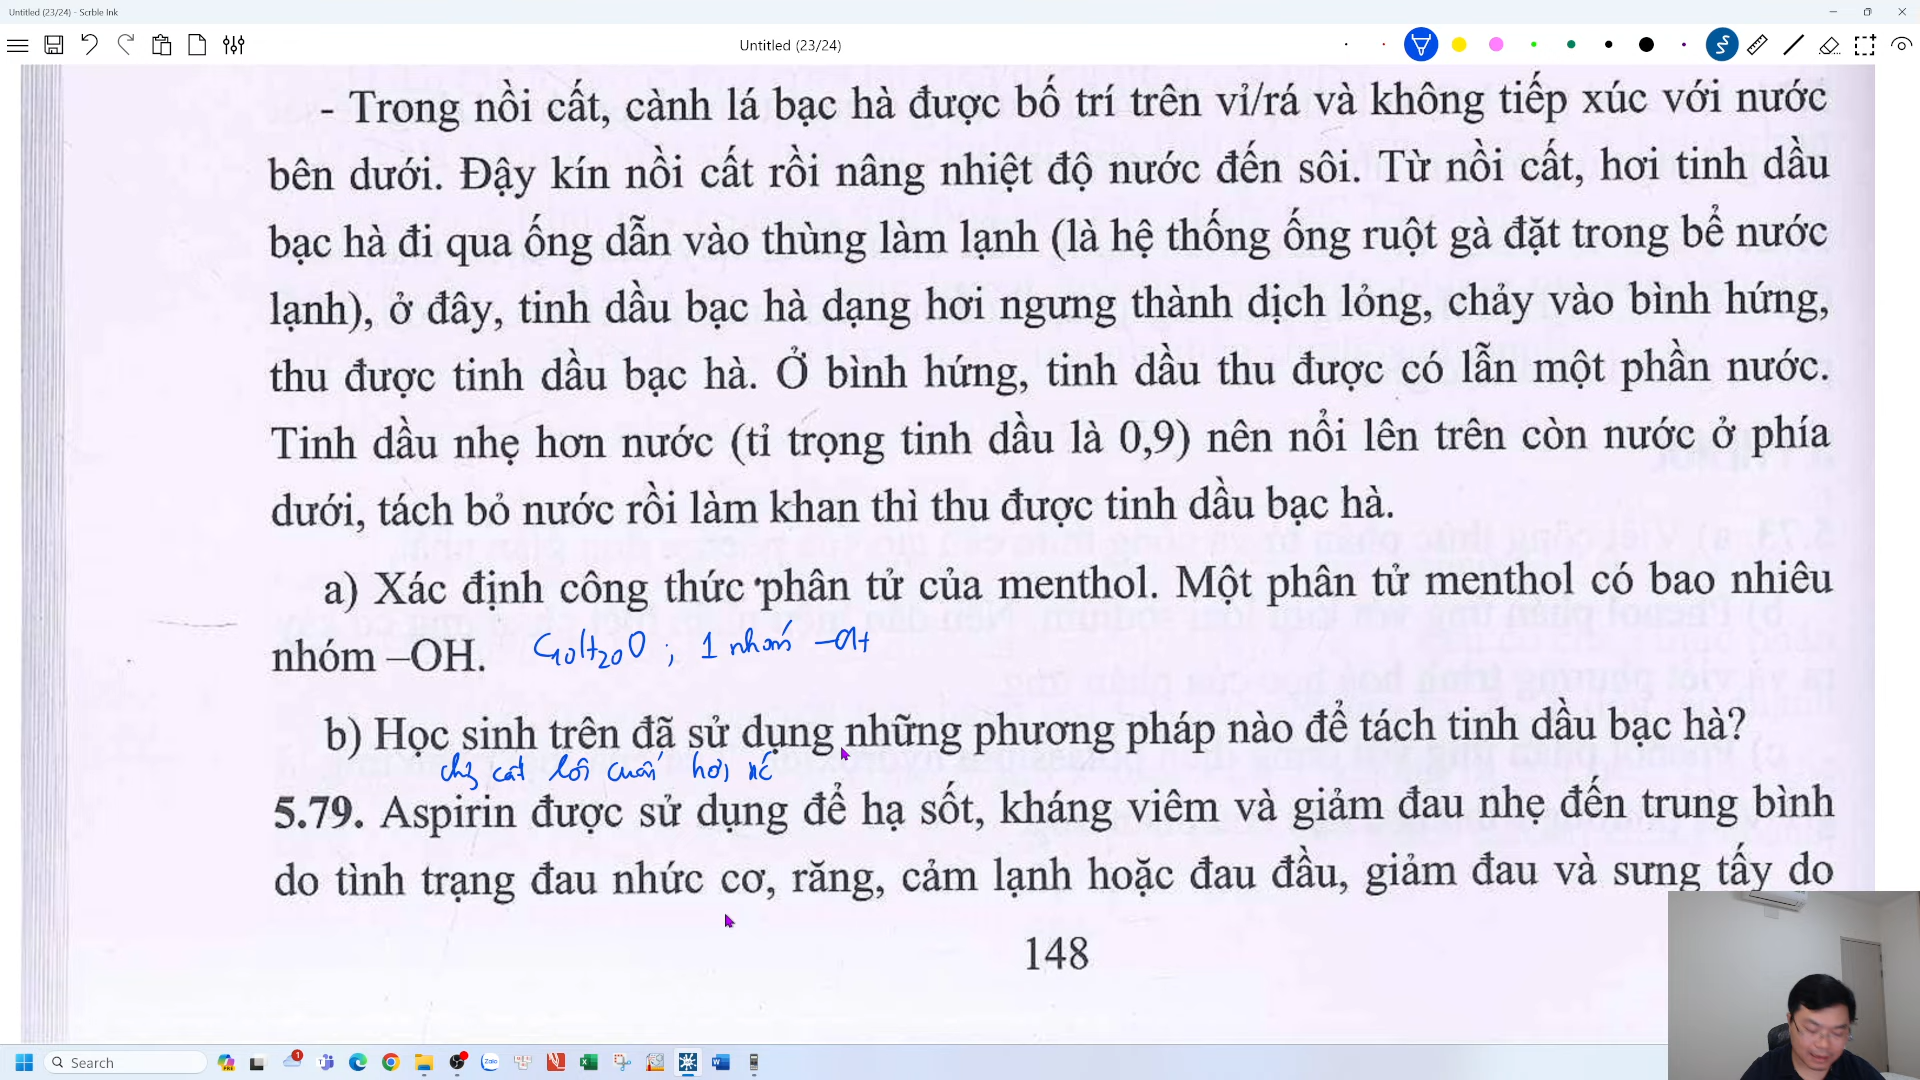 Untitled (23/24) - Scrble Ink
Untitled (23/24)
- Trong nồi cất, cành lá bạc hà được bố trí trên vỉ/rá và không tiếp xúc với nước
bên dưới. Đậy kín nồi cất rồi nâng nhiệt độ nước đến sôi. Từ nồi cất, hơi tinh dầu
bạc hà đi qua ống dẫn vào thùng làm lạnh (là hệ thống ống ruột gà đặt trong bể nước
lạnh), ở đây, tinh dầu bạc hà dạng hơi ngưng thành dịch lỏng, chảy vào bình hứng,
thu được tinh dầu bạc hà. Ở bình hứng, tinh dầu thu được có lẫn một phần nước.
Tinh dầu nhẹ hơn nước (tỉ trọng tinh dầu là 0,9) nên nổi lên trên còn nước ở phía
dưới, tách bỏ nước rồi làm khan thì thu được tinh dầu bạc hà.
a) Xác định công thức phân tử của menthol. Một phân tử menthol có bao nhiêu
nhóm –OH. C10H20O ; 1 nhóm –OH
b) Học sinh trên đã sử dụng những phương pháp nào để tách tinh dầu bạc hà?
cất lôi cuốn hơi
5.79. Aspirin được sử dụng để hạ sốt, kháng viêm và giảm đau nhẹ đến trung bình
do tình trạng đau nhức cơ, răng, cảm lạnh hoặc đau đầu, giảm đau và sưng tấy do
148
Search